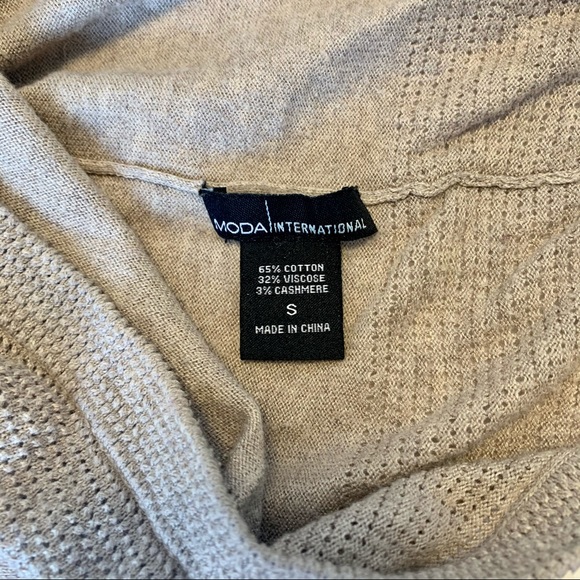 MODA INTERNATIONAL
65% COTTON
32% VISCOSE
3% CASHMERE
S
MADE IN CHINA